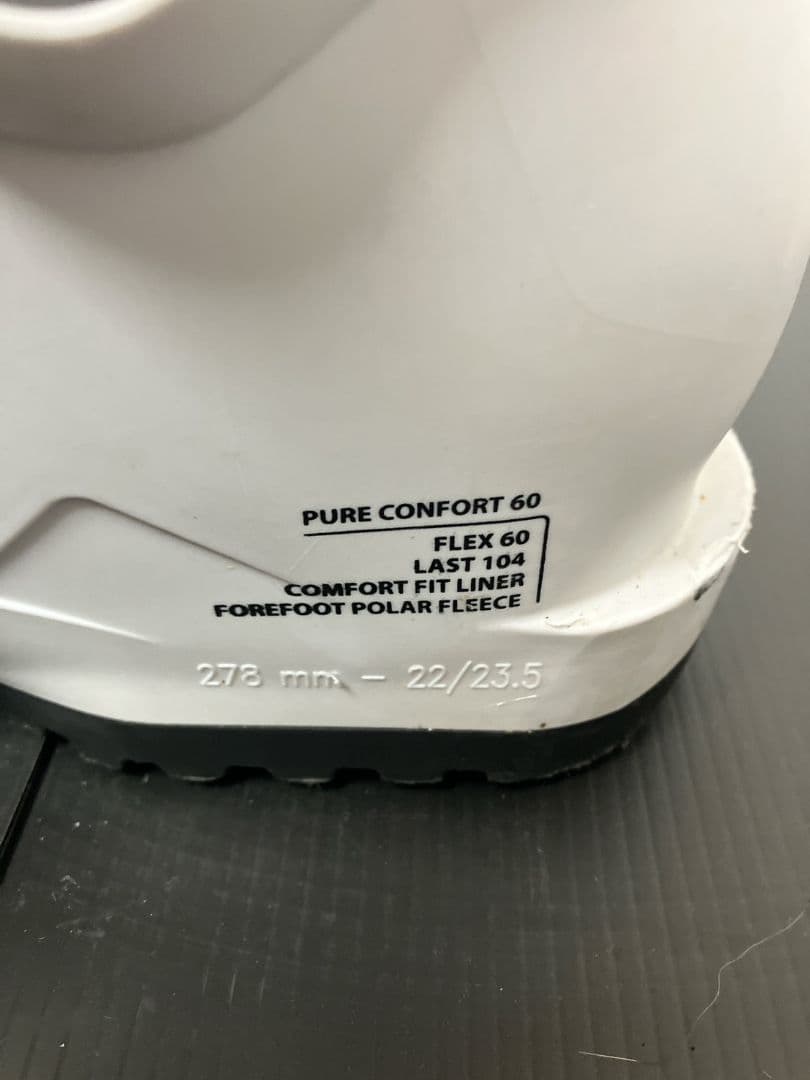 PURE CONFORT 60
FLEX 60
LAST 104
COMFORT FIT LINER
FOREFOOT POLAR FLEECE
278 mm - 22/23.5